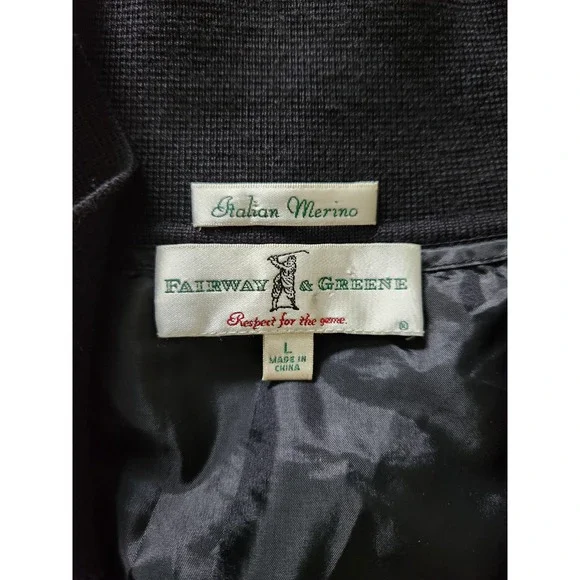 Italian Merino
FAIRWAY & GREENE
Respect for the game.
®
L
MADE IN
CHINA